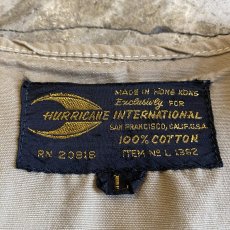 MADE IN HONG KONG
Exclusively FOR
HURRICANE INTERNATIONAL
SAN FRANCISCO, CALIF. U.S.A.
100% COTTON
RN 20818 ITEM NO L 1362